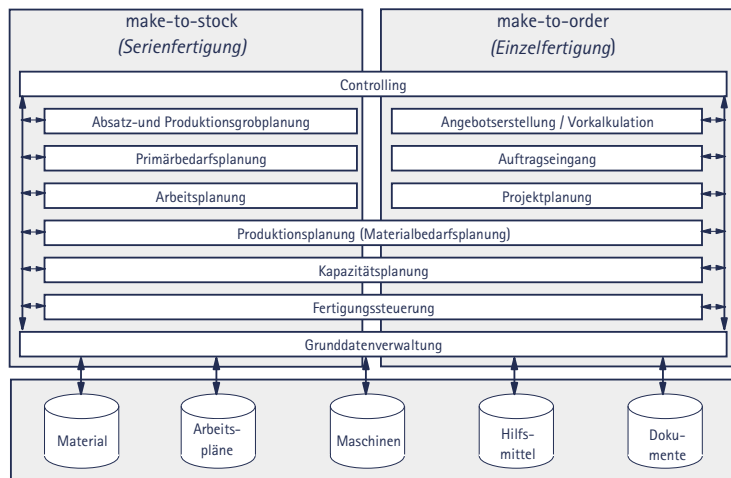 make-to-stock
(Serienfertigung)
make-to-order
(Einzelfertigung)
Controlling
Absatz-und Produktionsgrobplanung
Angebotserstellung / Vorkalkulation
Primärbedarfsplanung
Auftragseingang
Arbeitsplanung
Projektplanung
Produktionsplanung (Materialbedarfsplanung)
Kapazitätsplanung
Fertigungssteuerung
Grunddatenverwaltung
Material
Arbeits-
pläne
Maschinen
Hilfs-
mittel
Doku-
mente